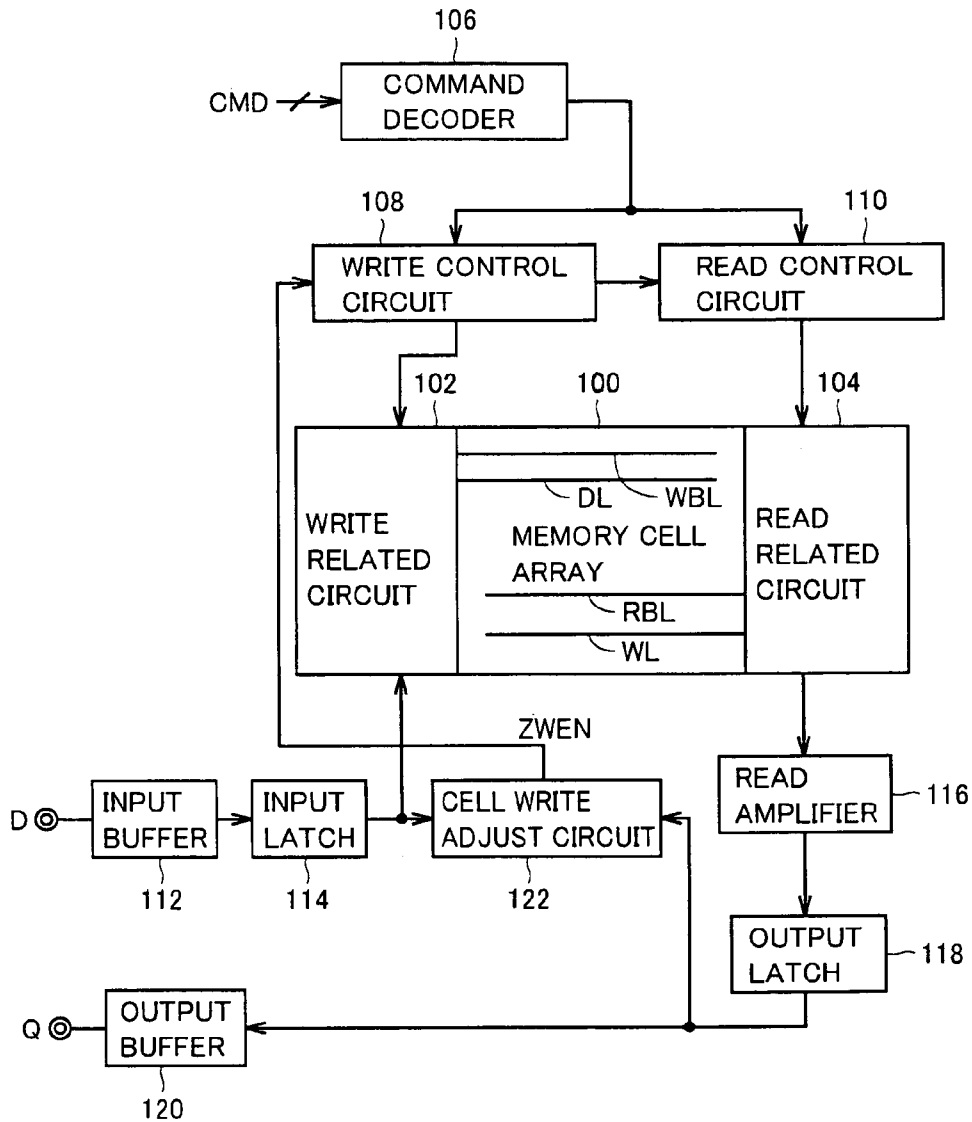 106
CMD
COMMAND
DECODER
108
110
WRITE CONTROL
CIRCUIT
READ CONTROL
CIRCUIT
102
100
104
WRITE
RELATED
CIRCUIT
DL
WBL
MEMORY CELL
ARRAY
RBL
WL
READ
RELATED
CIRCUIT
ZWEN
D
INPUT
BUFFER
INPUT
LATCH
CELL WRITE
ADJUST CIRCUIT
READ
AMPLIFIER
116
112
114
122
OUTPUT
LATCH
118
Q
OUTPUT
BUFFER
120